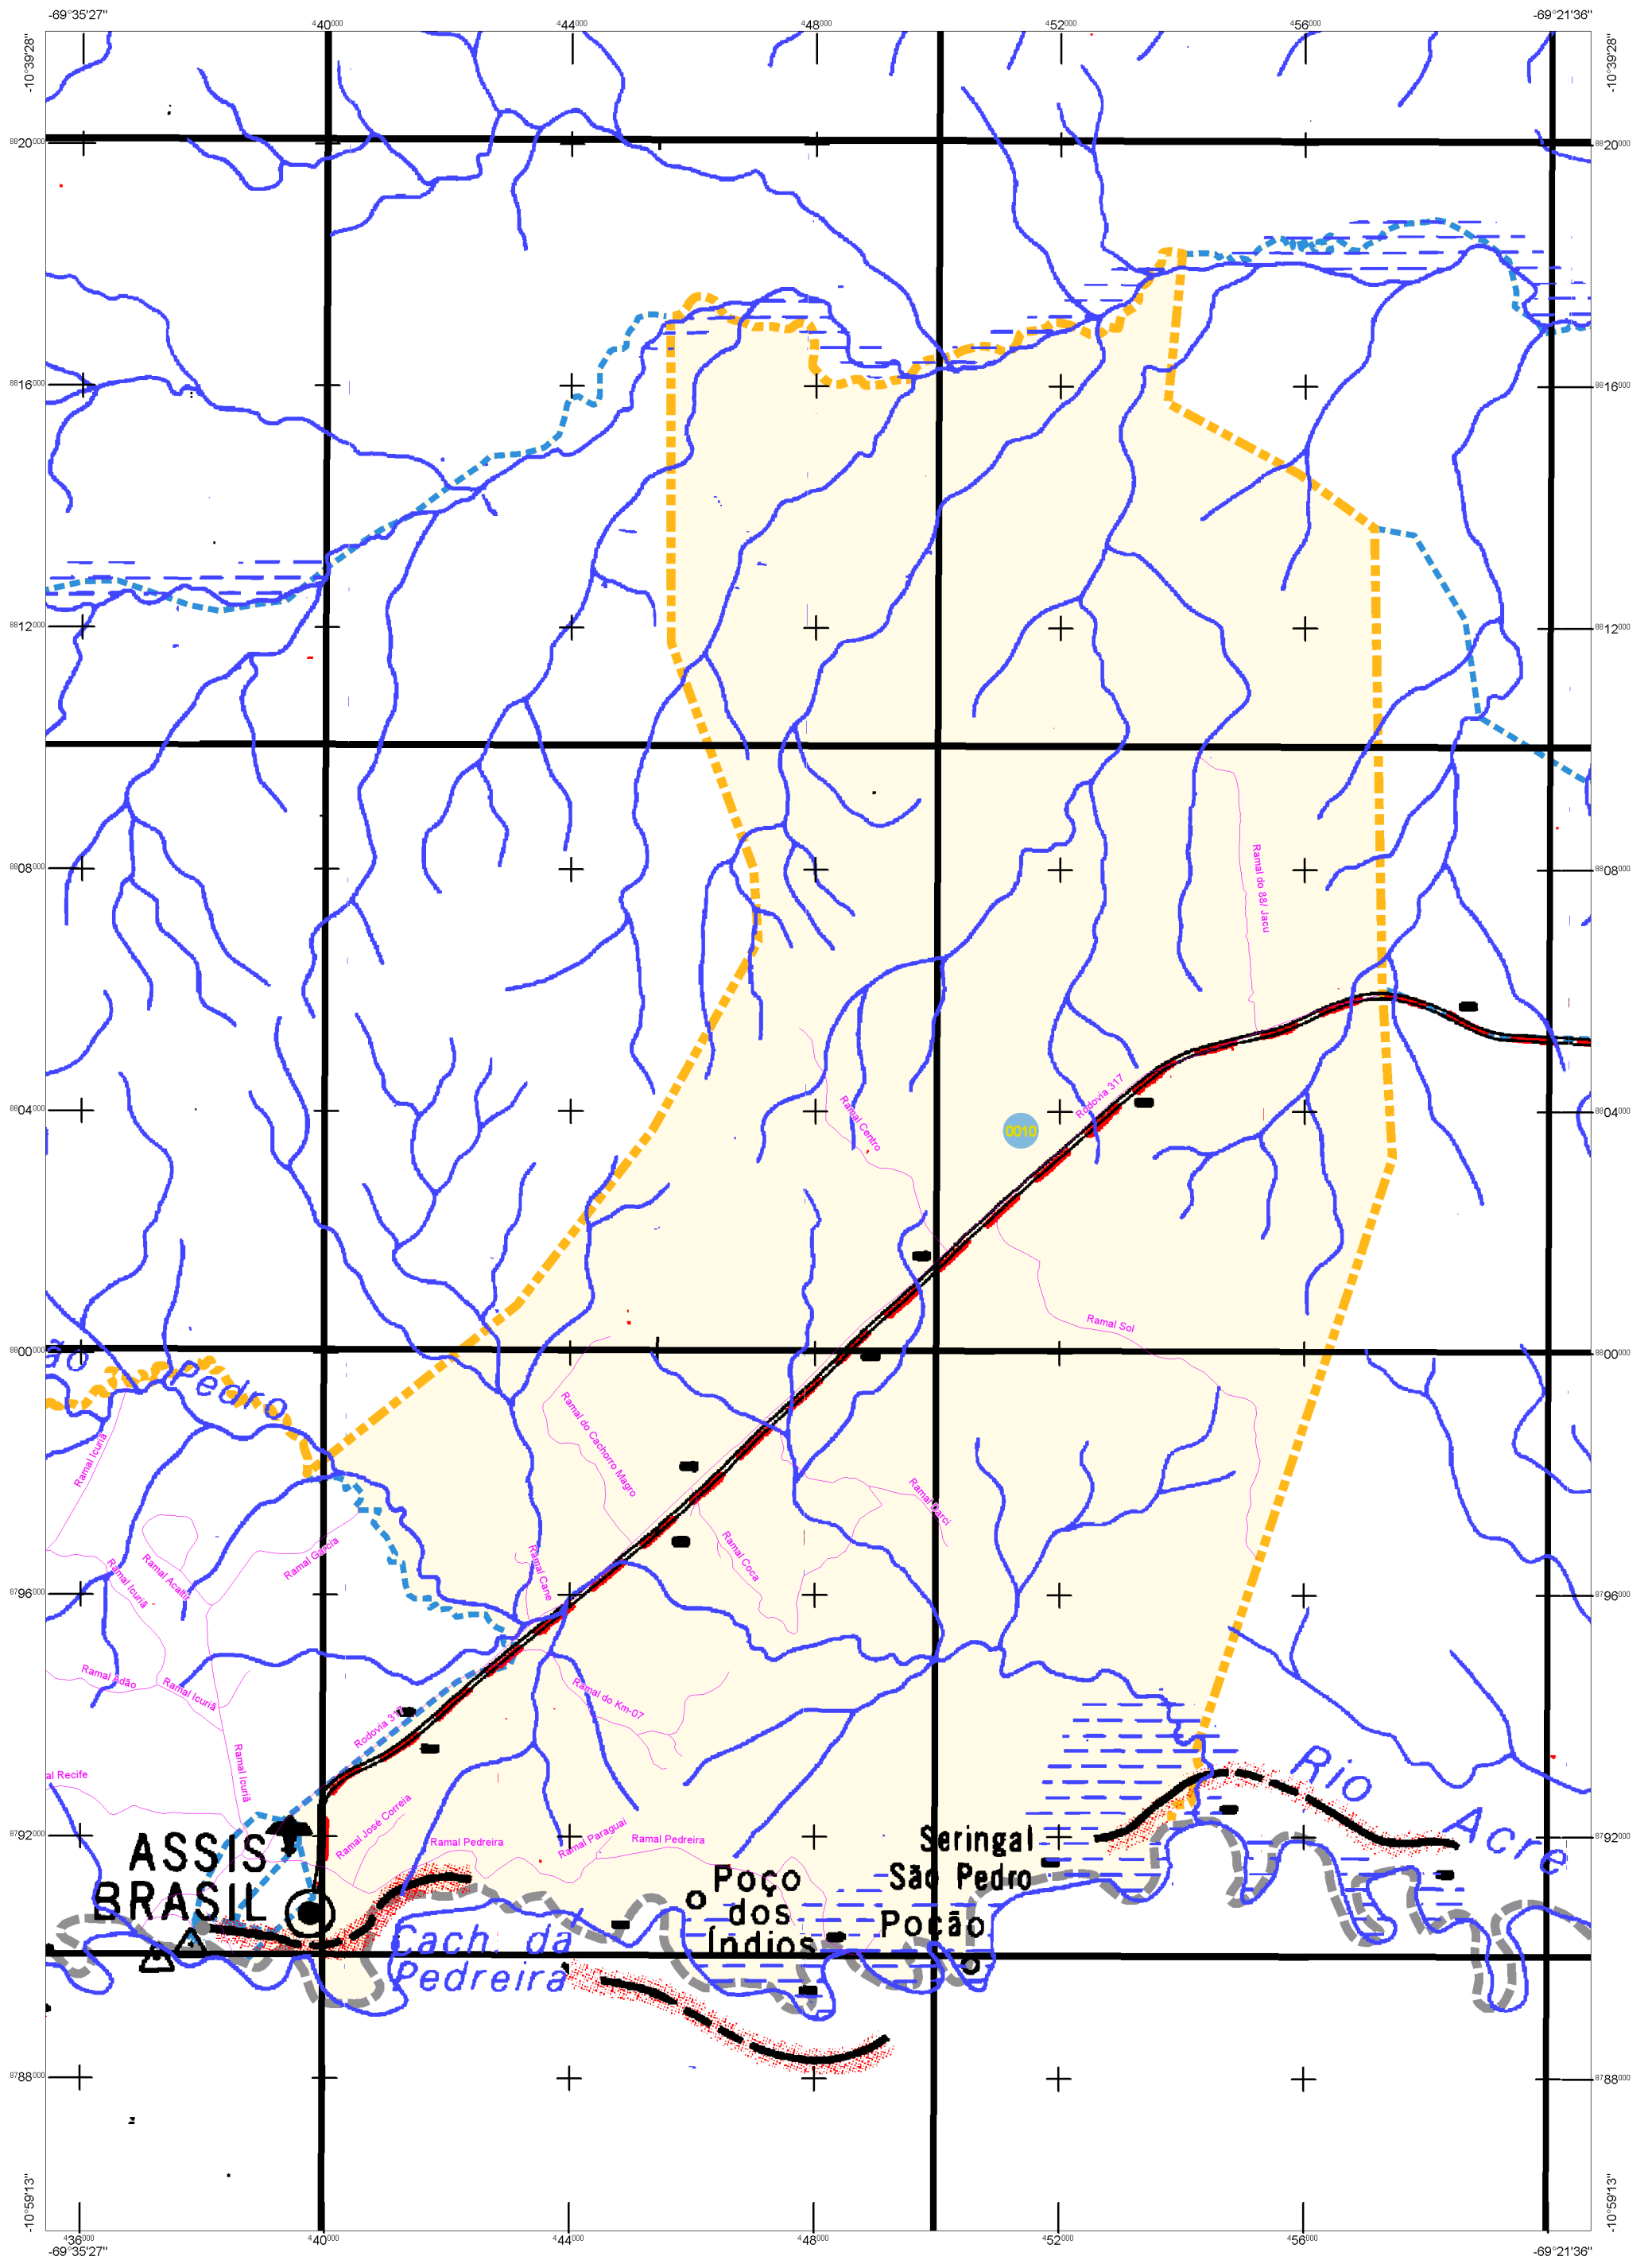 -69°35'27"
-69°21'36"
440000
444000
448000
452000
456000
-10°39'28"
-10°39'28"
8820000
8820000
8816000
8816000
8812000
8812000
Ramal do 88/ Jacu
8808000
8808000
Rodovia 317
8804000
8804000
Ramal Centro
0010
Ramal Sol
8800000
8800000
ão
Pedro
Ramal do Cachorro Magro
Ramal Icuriã
Ramal Darci
Ramal Coca
Ramal Garcia
Ramal Icuriã
Ramal Cane
8796000
8796000
Ramal Adão
Ramal Icuriã
Ramal do Km-07
Rodovia 317
Ramal Icuriã
al Recife
Rio
Acre
Ramal José Correia
8792000
8792000
Ramal Pedreira
Ramal Paraguai
Ramal Pedreira
ASSIS
BRASIL
Seringal
São Pedro
Poço
dos
Índios
Poção
Cach. da
Pedreira
8788000
8788000
-10°59'13"
-10°59'13"
436000
440000
444000
448000
452000
456000
-69°35'27"
-69°21'36"